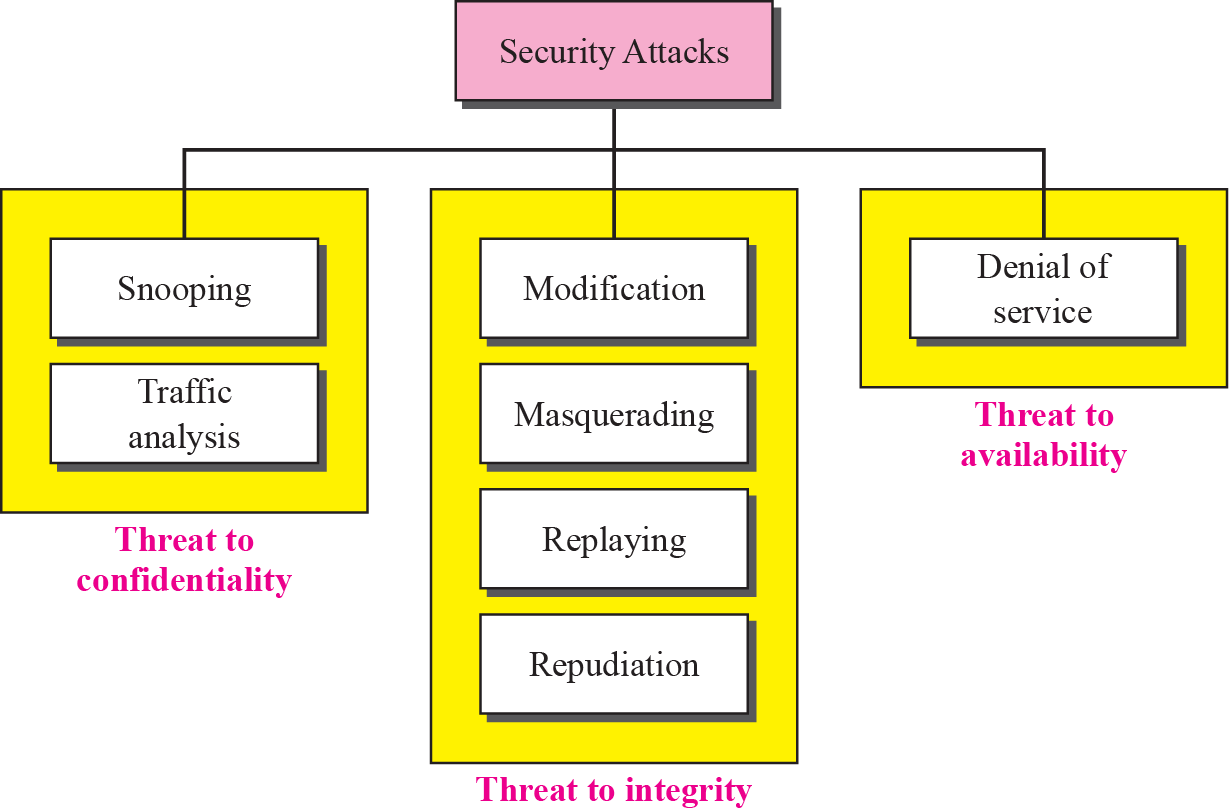 Security Attacks
Snooping
Traffic
analysis
Threat to
confidentiality
Modification
Masquerading
Replaying
Repudiation
Threat to integrity
Denial of
service
Threat to
availability